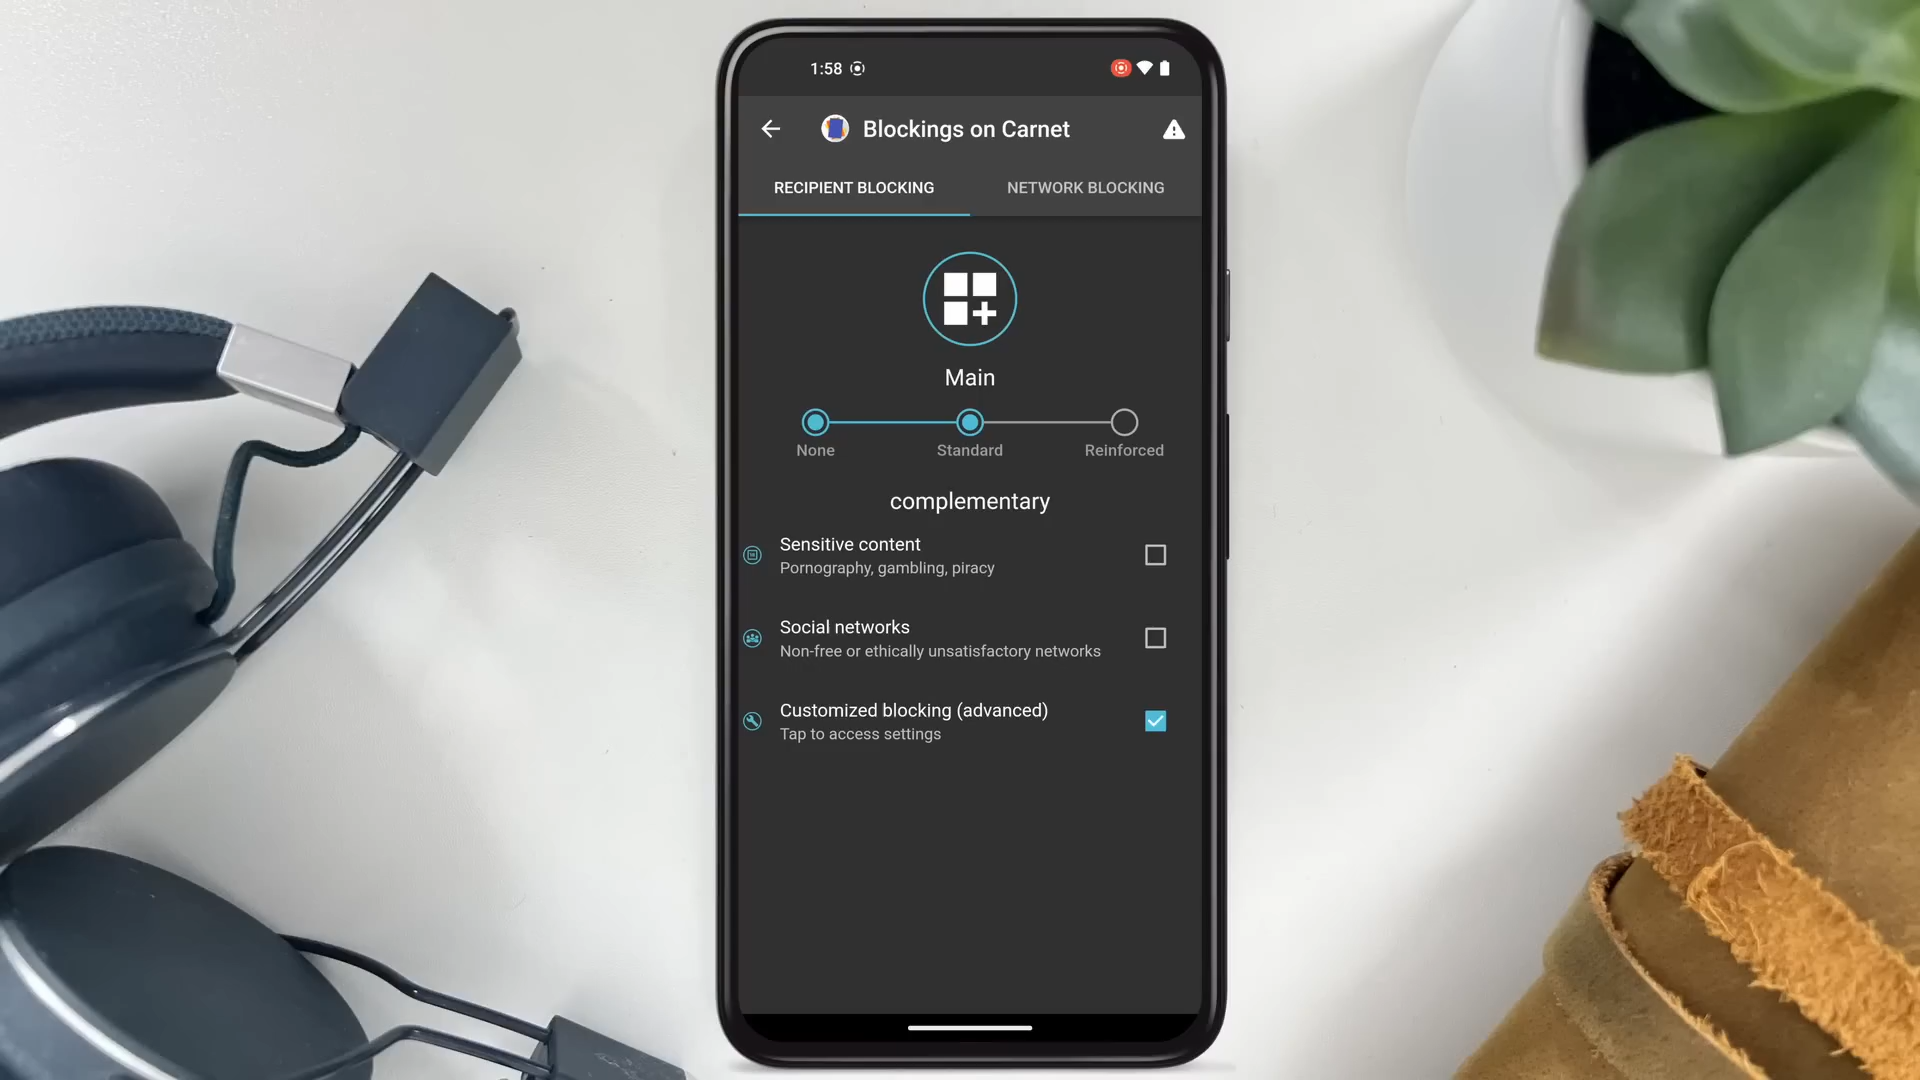 1:58
Blockings on Carnet
RECIPIENT BLOCKING
NETWORK BLOCKING
Main
None
Standard
Reinforced
complementary
Sensitive content
Pornography, gambling, piracy
Social networks
Non-free or ethically unsatisfactory networks
Customized blocking (advanced)
Tap to access settings